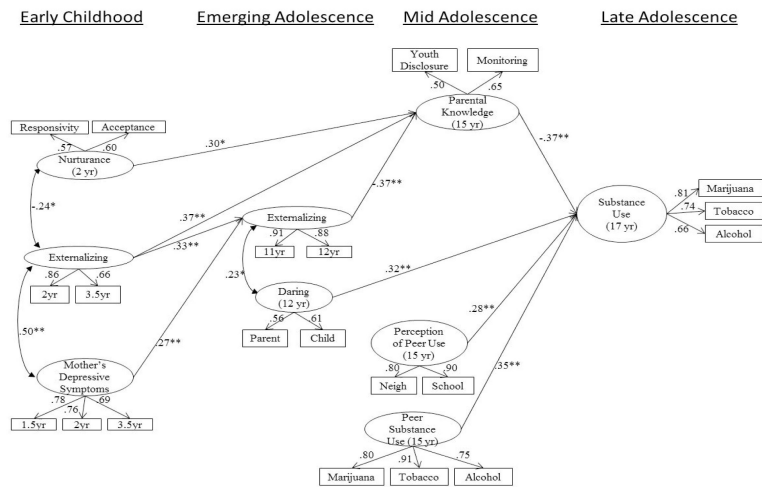 Early Childhood
Emerging Adolescence
Mid Adolescence
Late Adolescence
Youth
Disclosure
Monitoring
.50
.65
Parental
Knowledge
(15 yr)
Responsivity
Acceptance
.57
.60
Nurturance
(2 yr)
.30*
-.37**
-.24*
.37**
.33**
-.37**
Externalizing
.86
.66
2yr
3.5yr
Externalizing
.91
.88
11yr
12yr
Substance
Use
(17 yr)
.81
Marijuana
.74
Tobacco
.66
Alcohol
.23*
.32**
Daring
(12 yr)
.56
.61
Parent
Child
.50**
.27**
.28**
Perception
of Peer Use
(15 yr)
.80
.90
Neigh
School
.35**
Mother's
Depressive
Symptoms
.78
.76
.69
1.5yr
2yr
3.5yr
Peer
Substance
Use (15 yr)
.80
.91
.75
Marijuana
Tobacco
Alcohol